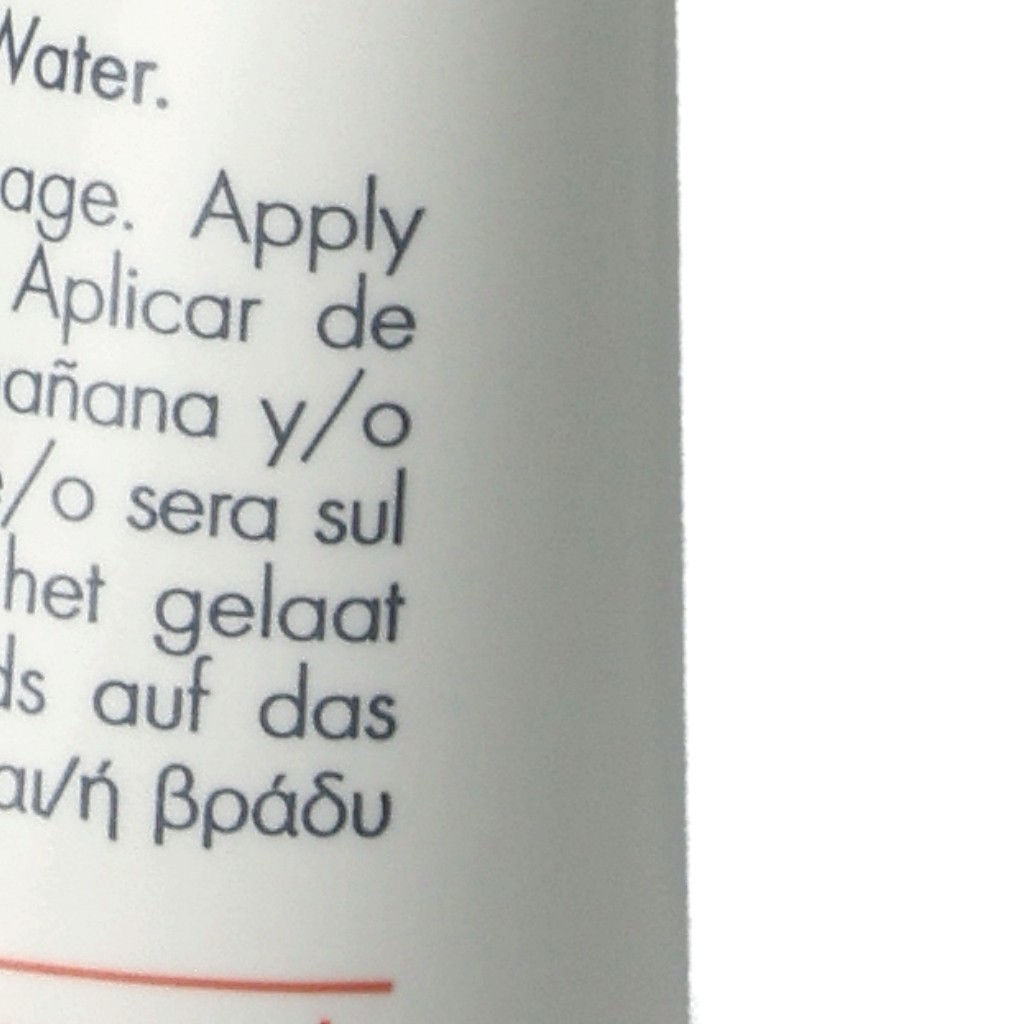 Water.
age. Apply
Aplicar de
añana y/o
/o sera sul
het gelaat
ds auf das
αι/ή βράδυ